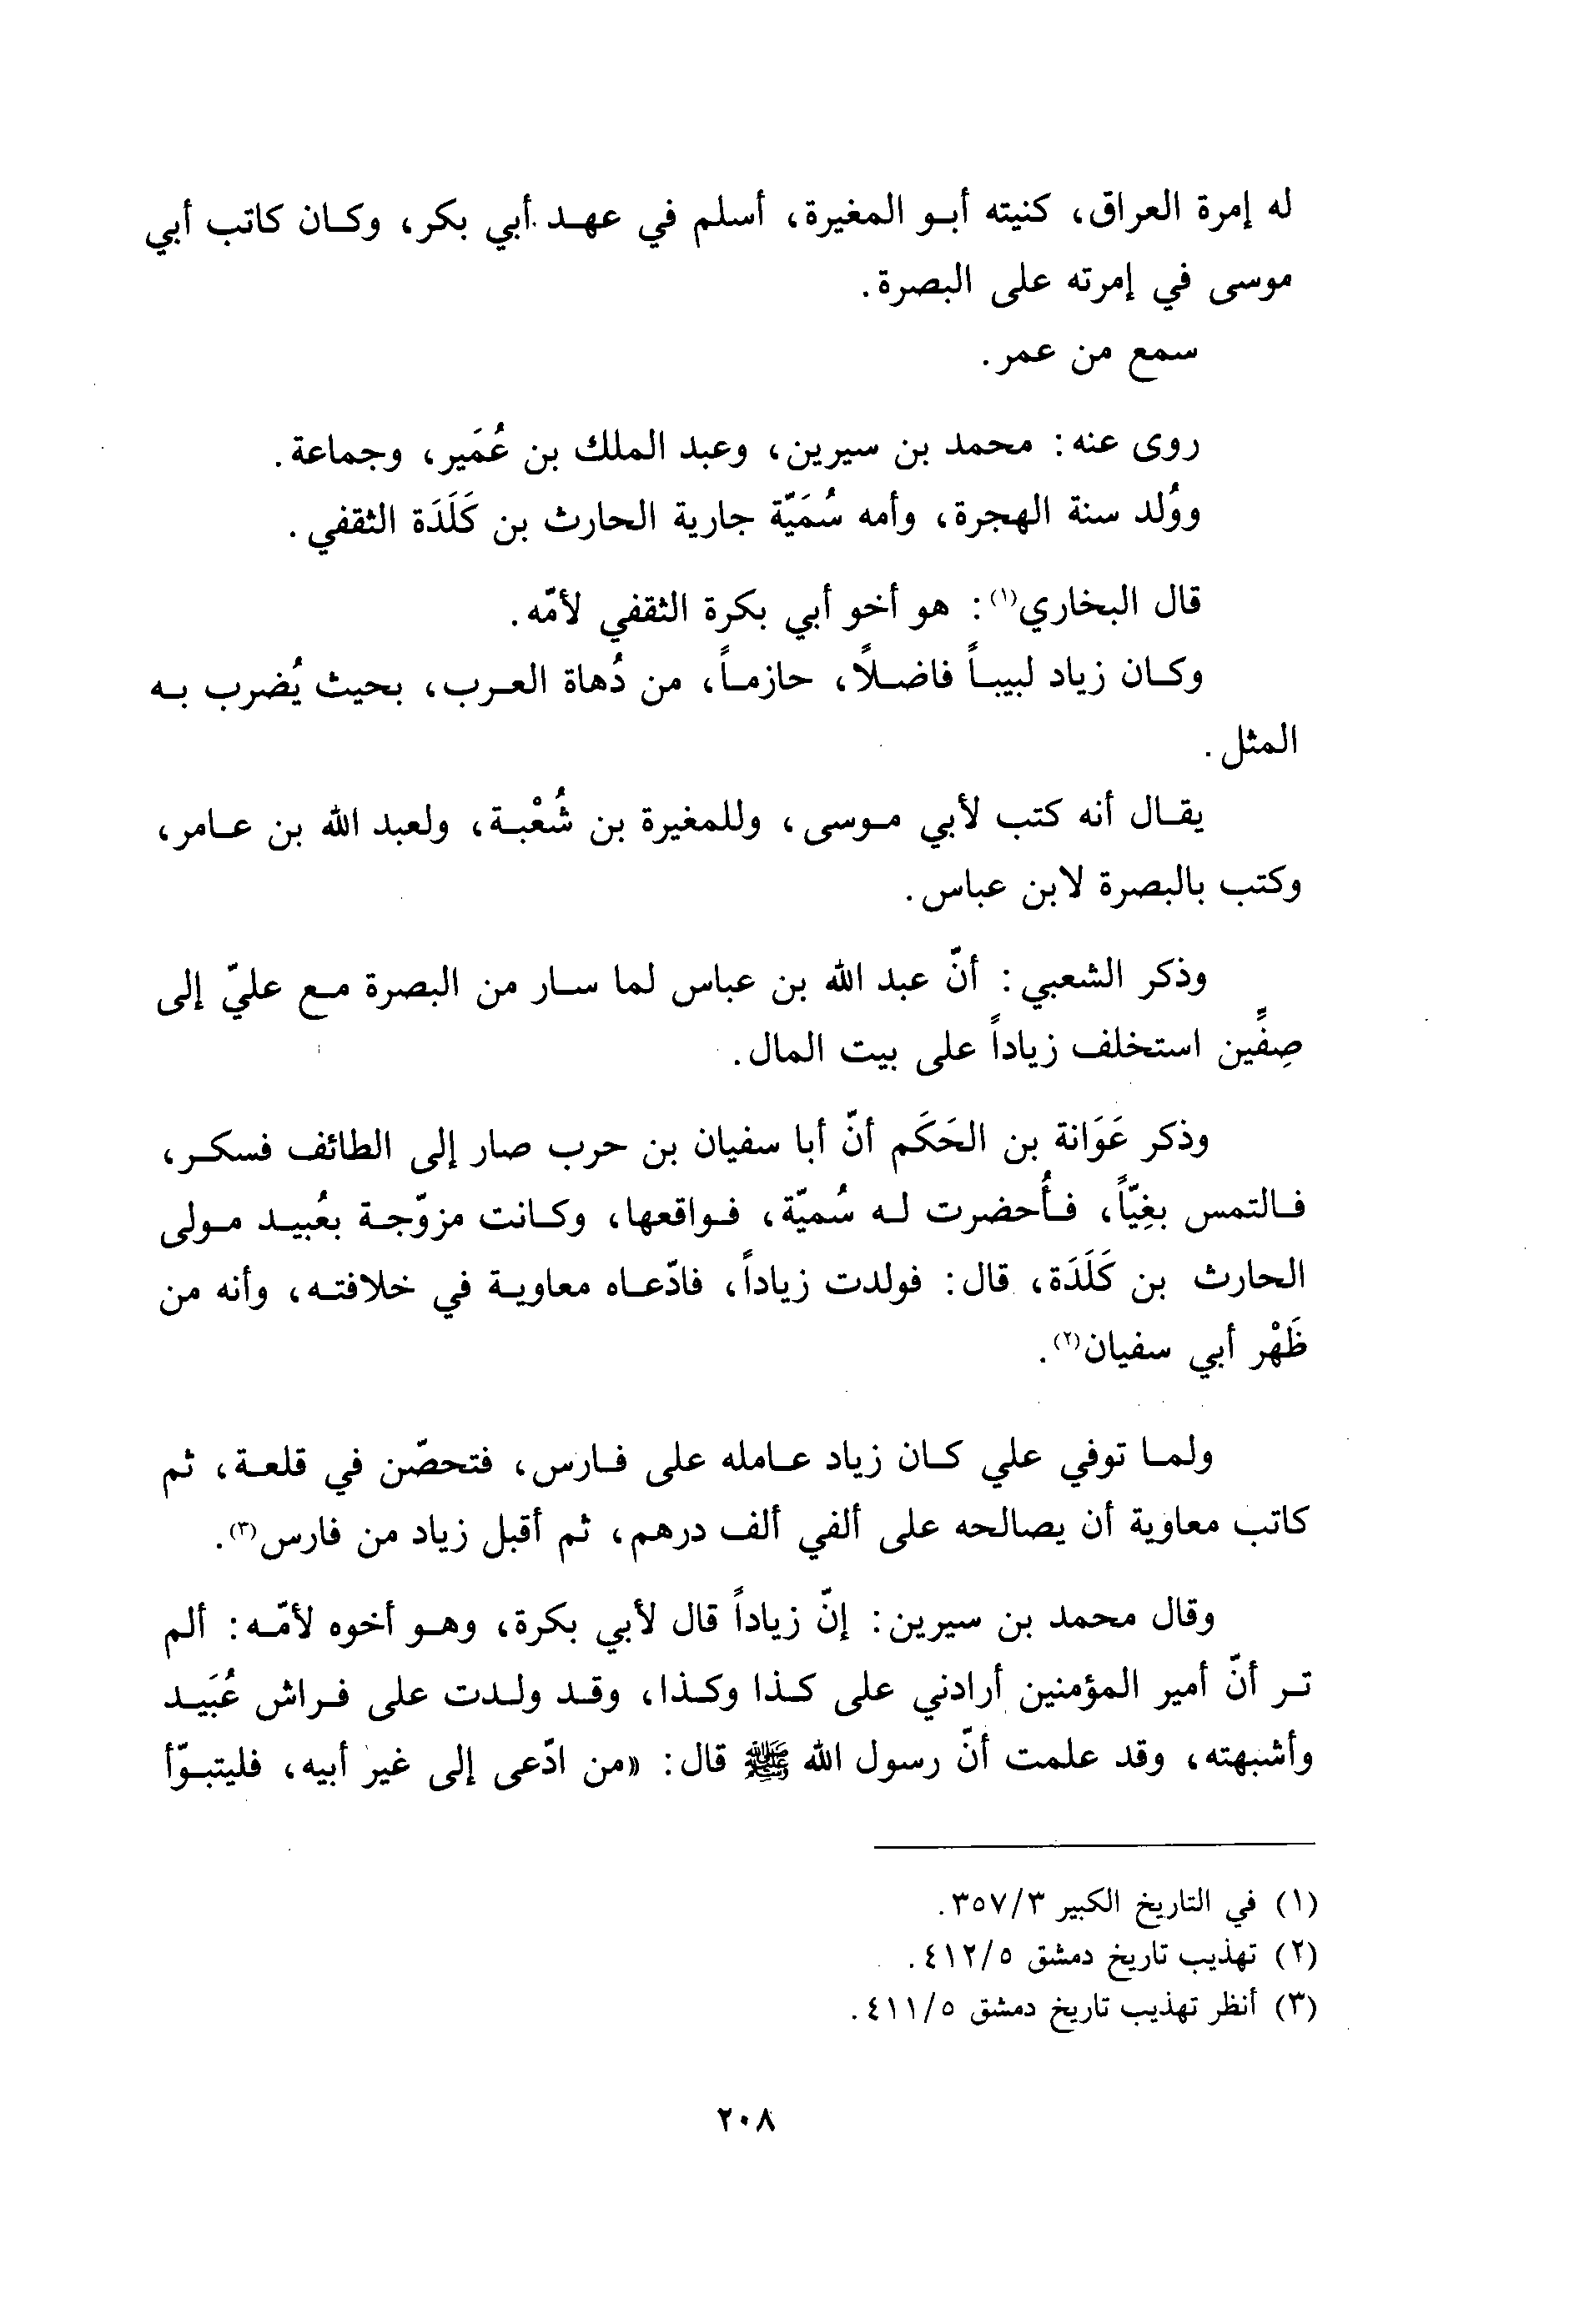 له إمرة العراق، كنيته أبو المغيرة، أسلم في عهد أبي بكر، وكان كاتب أبي
موسى في إمرته على البصرة.
سمع من عمر.
روى عنه: محمد بن سيرين، وعبد الملك بن عُمَير، وجماعة.
ووُلد سنة الهجرة، وأمه سُمَيّة جارية الحارث بن كَلَدَة الثقفي.
قال البخاري(١): هو أخو أبي بكرة الثقفي لأمّه.
وكان زياد لبيباً فاضلاً، حازماً، من دُهاة العرب، بحيث يُضرب به
المثل.
يقال أنه كتب لأبي موسى، وللمغيرة بن شُعْبة، ولعبد الله بن عامر،
وكتب بالبصرة لابن عباس.
وذكر الشعبي: أنّ عبد الله بن عباس لما سار من البصرة مع عليّ إلى
صِفِّين استخلف زياداً على بيت المال.
وذكر عَوَانة بن الحَكَم أنّ أبا سفيان بن حرب صار إلى الطائف فسكر،
فالتمس بغِيّاً، فأُحضرت له سُميّة، فواقعها، وكانت مزوّجة بعُبيد مولى
الحارث بن كَلَدَة، قال: فولدت زياداً، فادّعاه معاوية في خلافته، وأنه من
ظَهْر أبي سفيان(٢).
ولما توفي علي كان زياد عامله على فارس، فتحصّن في قلعة، ثم
كاتب معاوية أن يصالحه على ألفي ألف درهم، ثم أقبل زياد من فارس(٣).
وقال محمد بن سيرين: إنّ زياداً قال لأبي بكرة، وهو أخوه لأمّه: ألم
تر أنّ أمير المؤمنين أرادني على كذا وكذا، وقد ولدت على فراش عُبَيد
وأشبهته، وقد علمت أنّ رسول الله ﷺ قال: «من ادّعى إلى غير أبيه، فليتبوّأ
(١) في التاريخ الكبير ٣٥٧/٣.
(٢) تهذيب تاريخ دمشق ٤١٢/٥.
(٣) أنظر تهذيب تاريخ دمشق ٤١١/٥.
٢٠٨